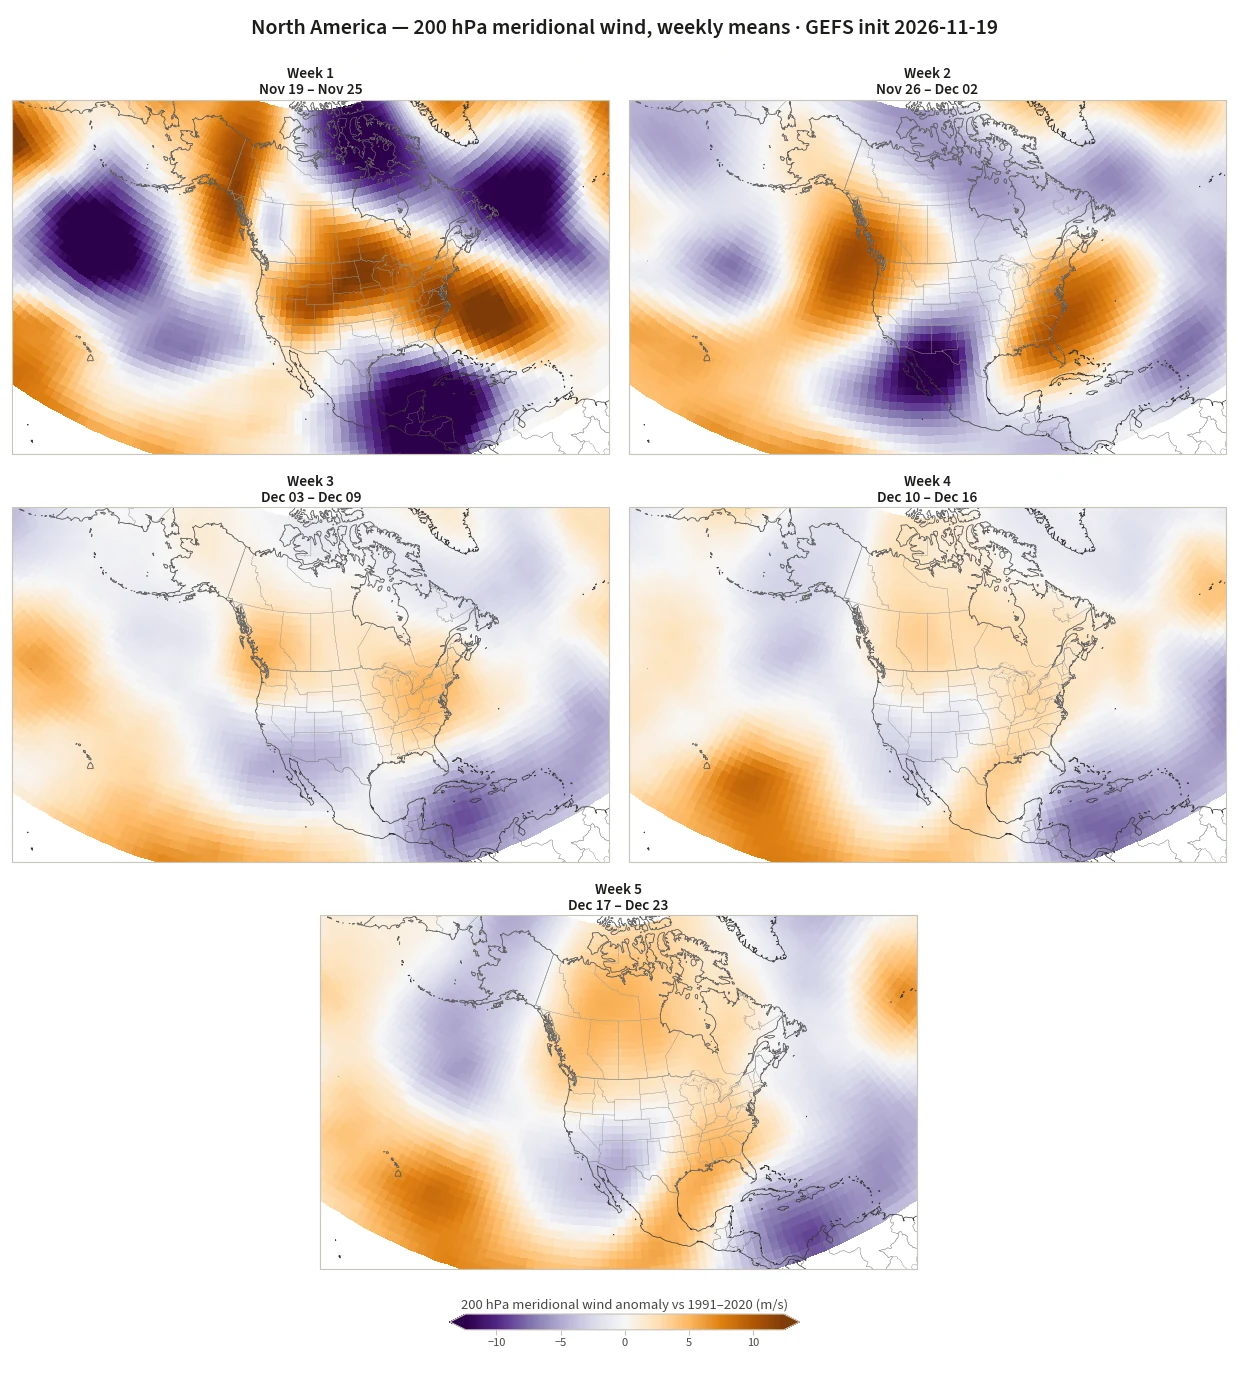 North America — 200 hPa meridional wind, weekly means · GEFS init 2026-11-19
Week 1
Nov 19 – Nov 25
Week 2
Nov 26 – Dec 02
Week 3
Dec 03 – Dec 09
Week 4
Dec 10 – Dec 16
Week 5
Dec 17 – Dec 23
200 hPa meridional wind anomaly vs 1991–2020 (m/s)
−10 −5 0 5 10